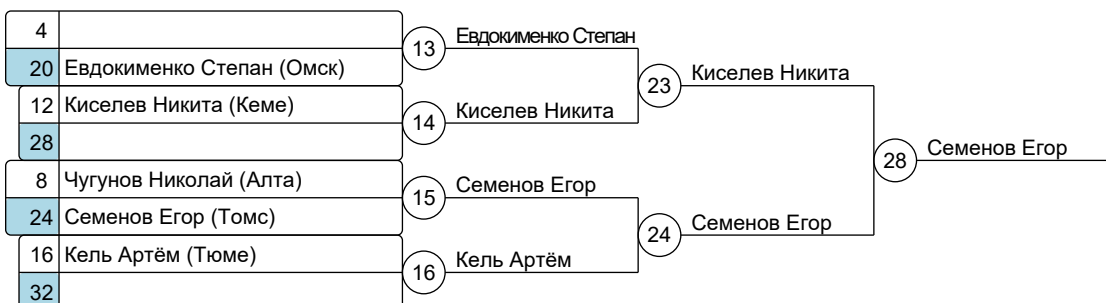 4
13
Евдокименко Степан
20 Евдокименко Степан (Омск)
23
Киселев Никита
12 Киселев Никита (Кеме)
14
Киселев Никита
28
28
Семенов Егор
8 Чугунов Николай (Алта)
15
Семенов Егор
24 Семенов Егор (Томс)
24
Семенов Егор
16 Кель Артём (Тюме)
16
Кель Артём
32